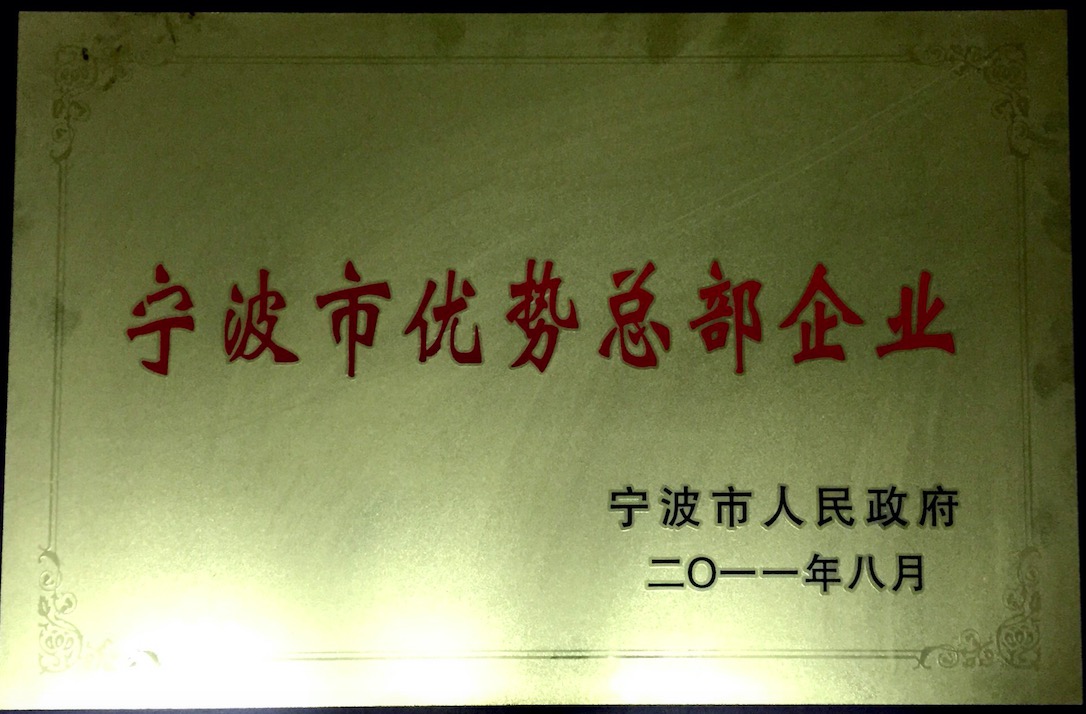 宁波市优势总部企业
宁波市人民政府
二〇一一年八月